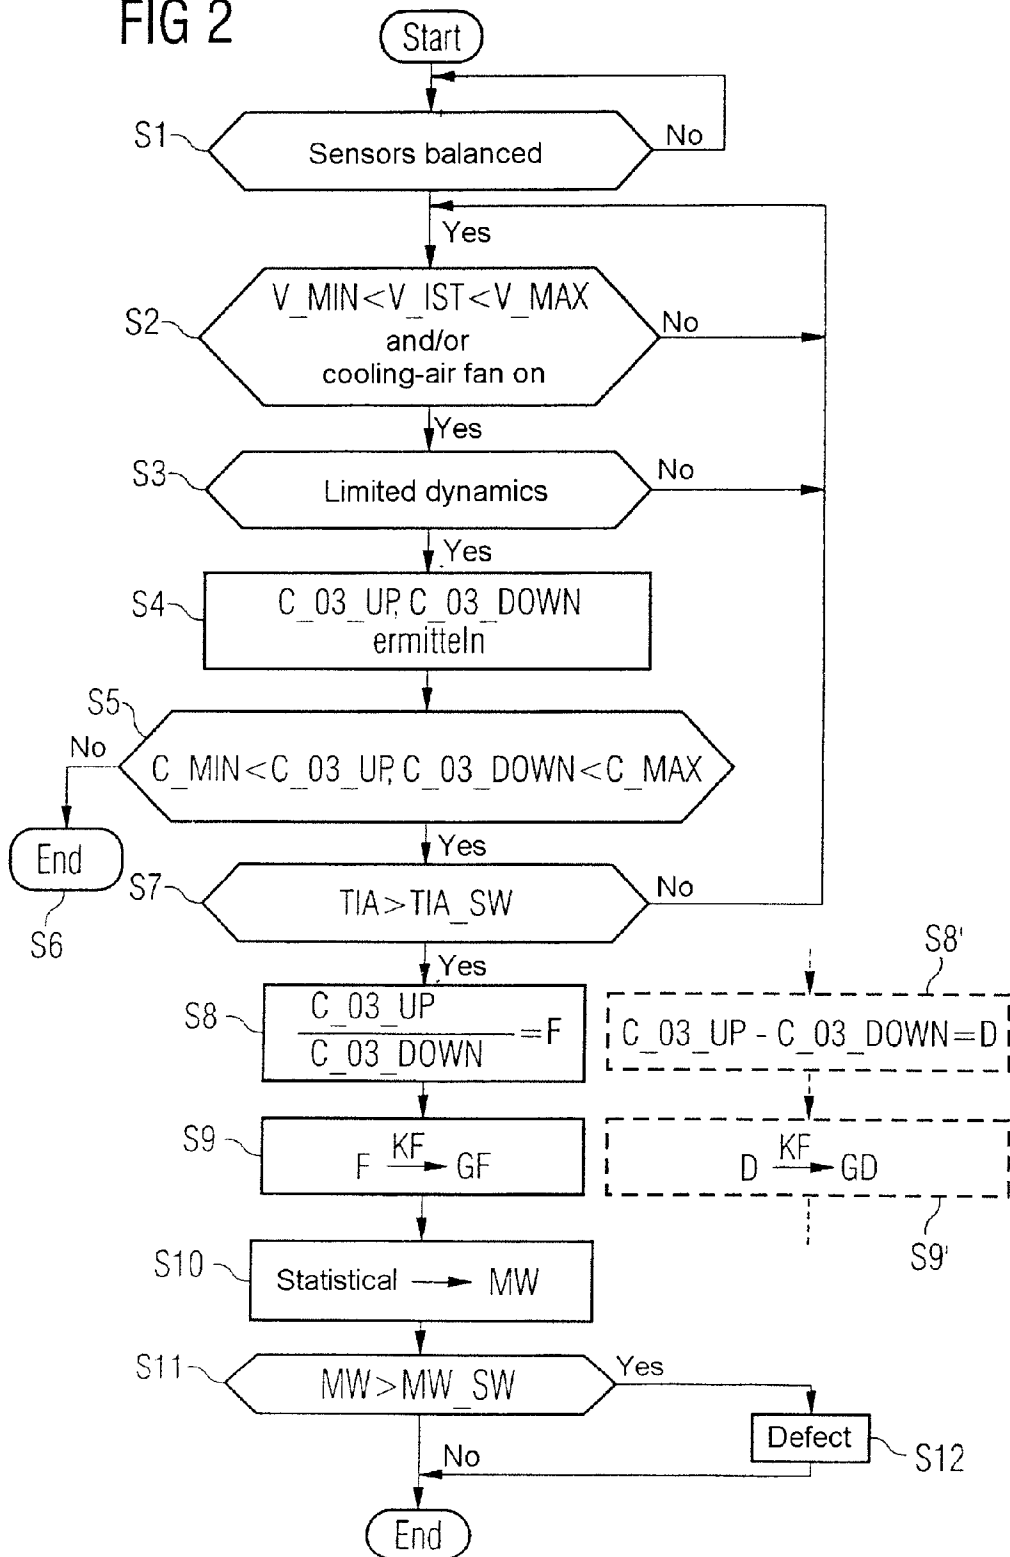 FIG 2
Start
S1
Sensors balanced
No
Yes
S2
V_MIN<V_IST<V_MAX
and/or
cooling-air fan on
No
Yes
S3
Limited dynamics
No
Yes
S4
C_03_UP, C_03_DOWN
ermitteln
S5
No
C_MIN<C_03_UP, C_03_DOWN<C_MAX
End
S6
Yes
S7
TIA>TIA_SW
No
Yes
S8
C_03_UP
C_03_DOWN
=F
S8'
C_03_UP - C_03_DOWN=D
S9
F KF→ GF
D KF→ GD
S9'
S10
Statistical → MW
S11
MW>MW_SW
Yes
Defect
S12
No
End